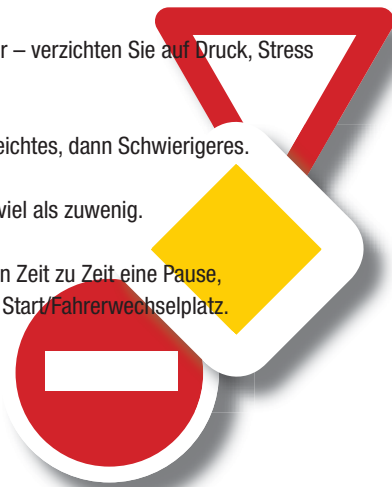 r – verzichten Sie auf Druck, Stress
eichtes, dann Schwierigeres.
viel als zuwenig.
n Zeit zu Zeit eine Pause,
Start/Fahrerwechselplatz.